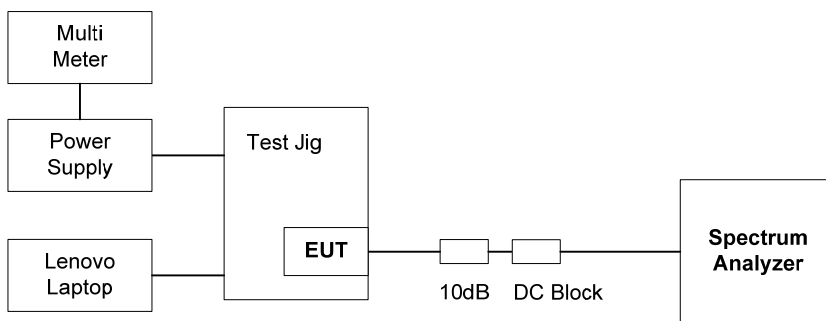 Multi
Meter
Power
Supply
Test Jig
EUT
Lenovo
Laptop
10dB
DC Block
Spectrum
Analyzer